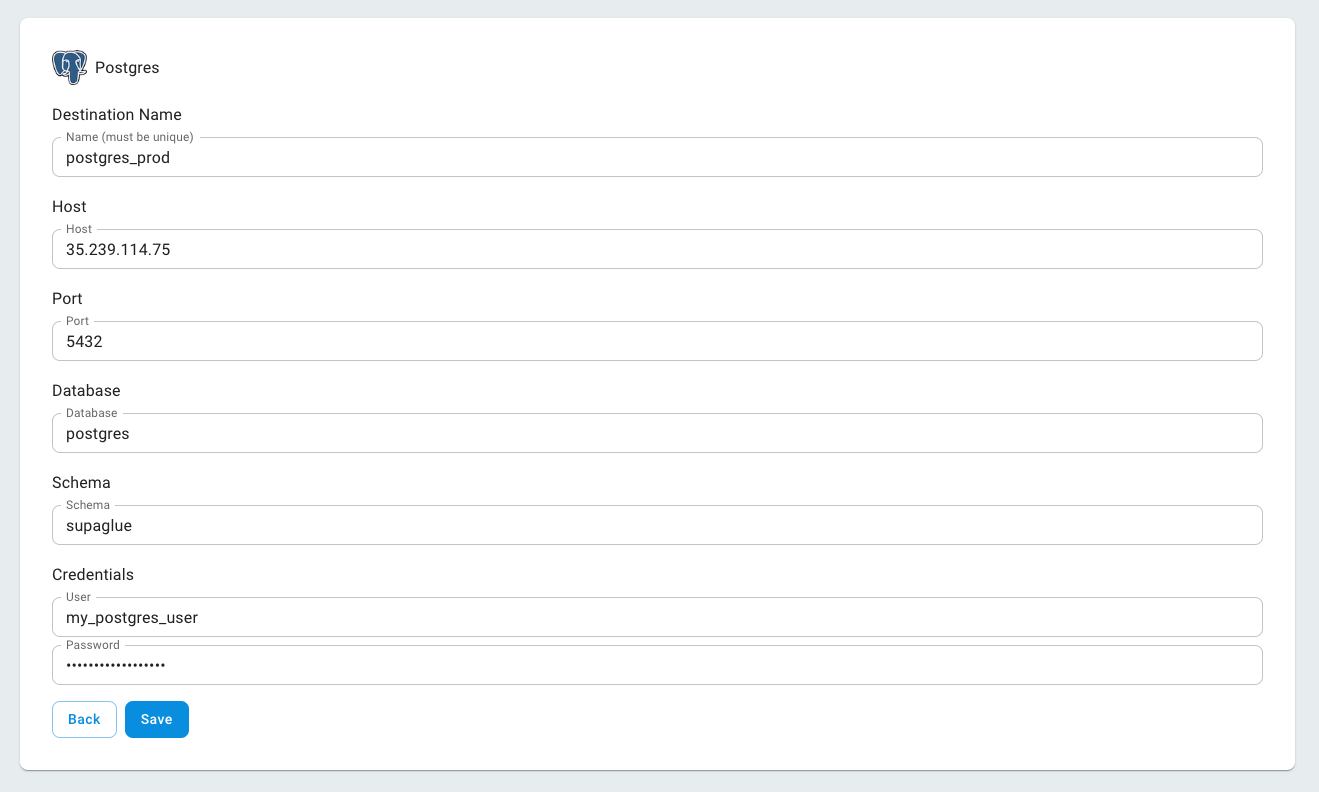 Postgres
Destination Name
Name (must be unique)
postgres_prod
Host
Host
35.239.114.75
Port
Port
5432
Database
Database
postgres
Schema
Schema
supaglue
Credentials
User
my_postgres_user
Password
••••••••••••••••••
Back Save